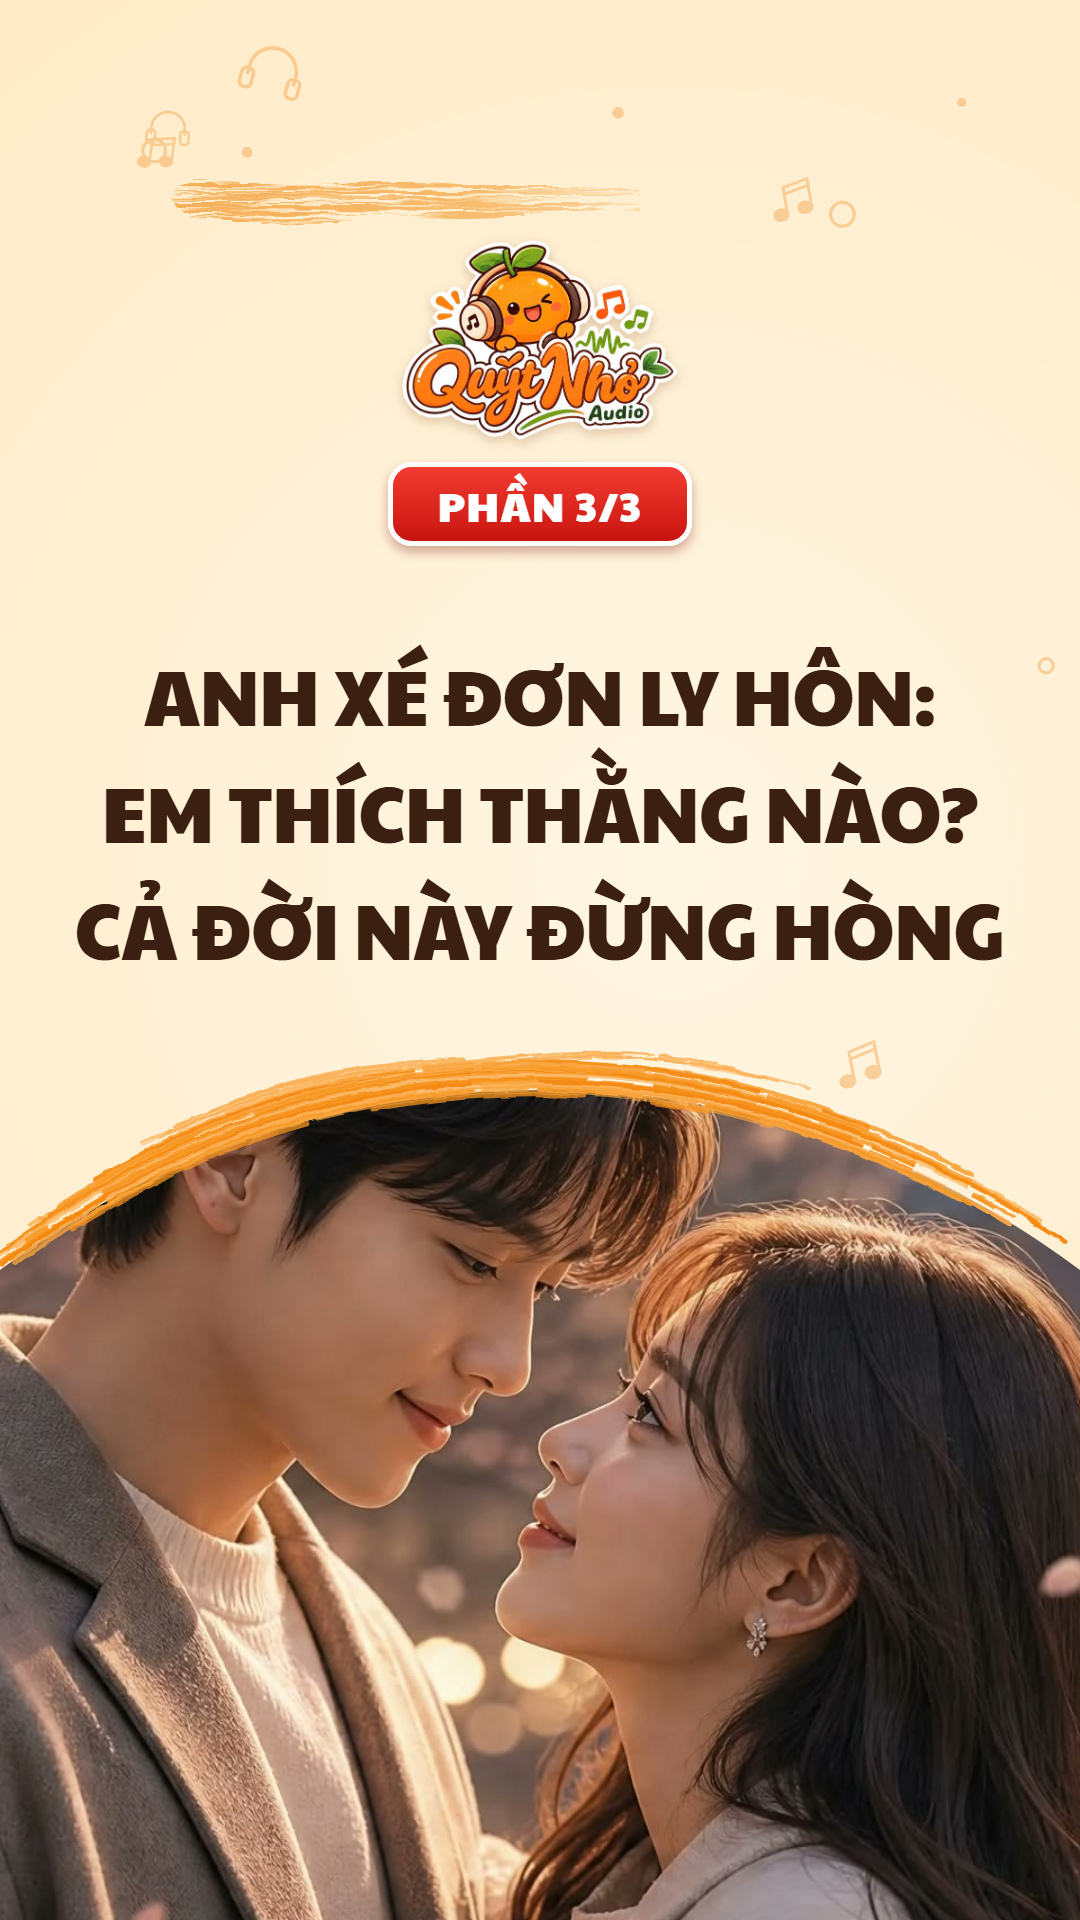 Quýt Nhỏ
Audio
PHẦN 3/3
ANH XÉ ĐƠN LY HÔN:
EM THÍCH THẰNG NÀO?
CẢ ĐỜI NÀY ĐỪNG HÒNG